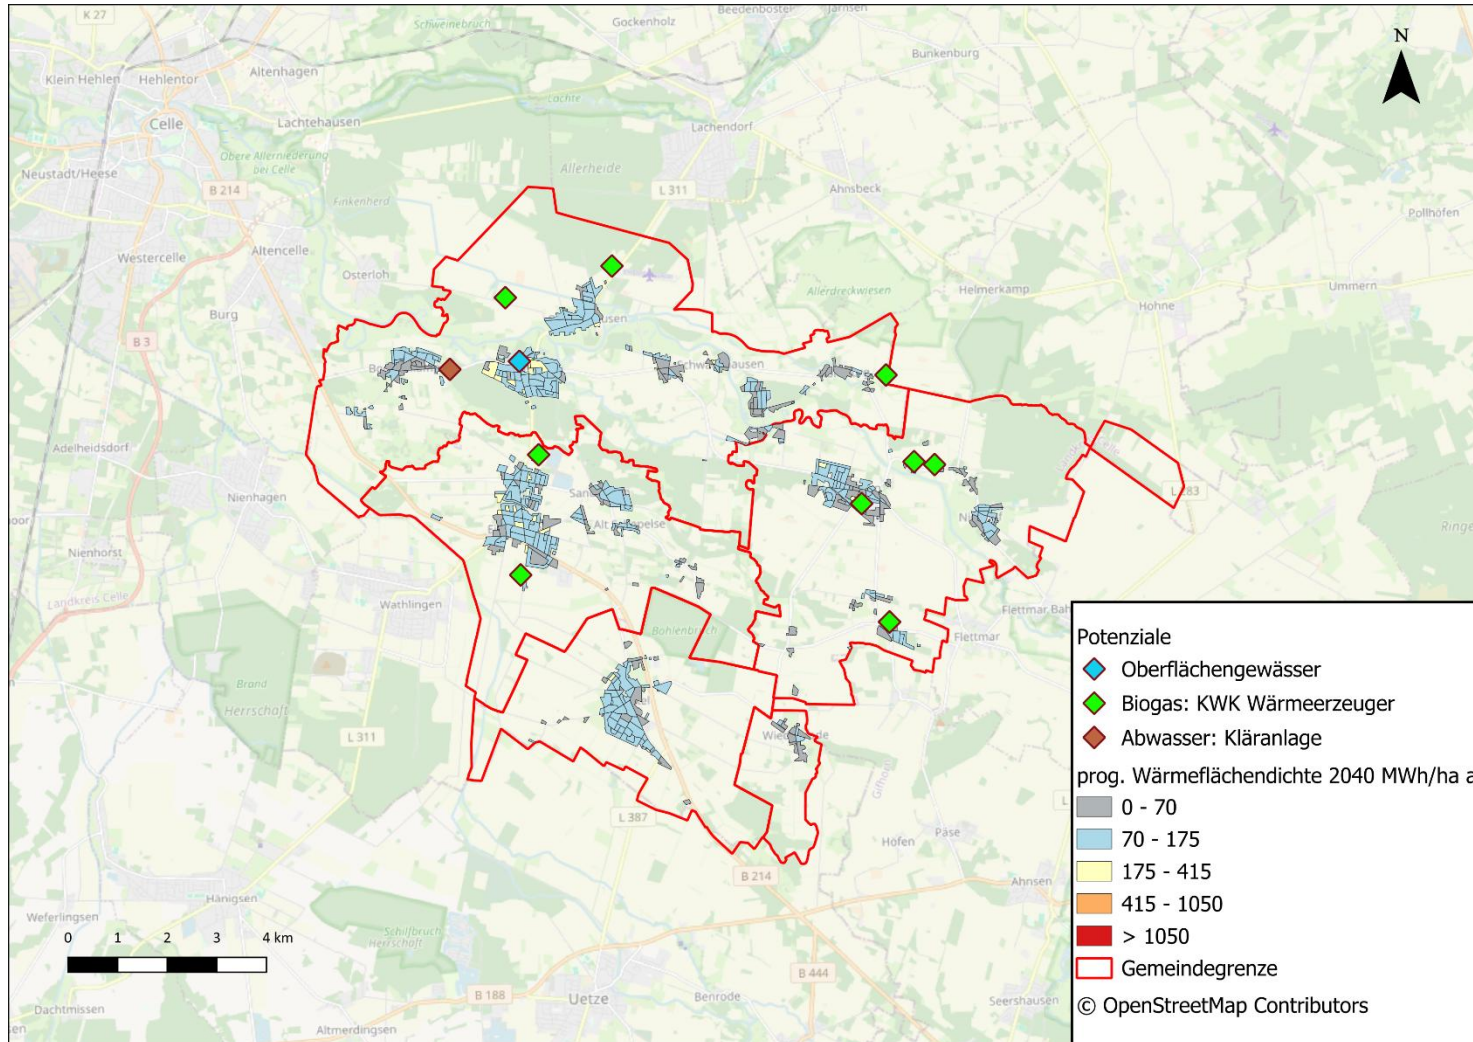 K 27
Schweinebruch
Gockenholz
Beedenbostel
Jarnsen
Bunkenburg
N
Klein Hehlen
Hehlentor
Altenhagen
Lachte
Celle
Lachtehausen
Lachendorf
Obere Allerniederung
bei Celle
Allerheide
Neustadt/Heese
B 214
L 311
Ahnsbeck
Finkenherd
Pollhöfen
Westercelle
Altencelle
Osterloh
Allerdreckwiesen
Helmerkamp
Ummern
Hohne
Burg
B 3
Adelheidsdorf
Nienhagen
L 283
Nienhorst
Landkreis Celle
Wathlingen
Bohlenbruch
Flettmar
Brand
Herrschaft
L 311
Gifhorn
L 387
Höfen
Päse
B 214
Ahnsen
Hänigsen
Weferlingsen
Schilfbruch
Herrschaft
B 444
B 188
Uetze
Benrode
Seershausen
Dachtmissen
Altmerdingsen
0 1 2 3 4 km
Potenziale
Oberflächengewässer
Biogas: KWK Wärmeerzeuger
Abwasser: Kläranlage
prog. Wärmeflächendichte 2040 MWh/ha a
0 - 70
70 - 175
175 - 415
415 - 1050
> 1050
Gemeindegrenze
© OpenStreetMap Contributors